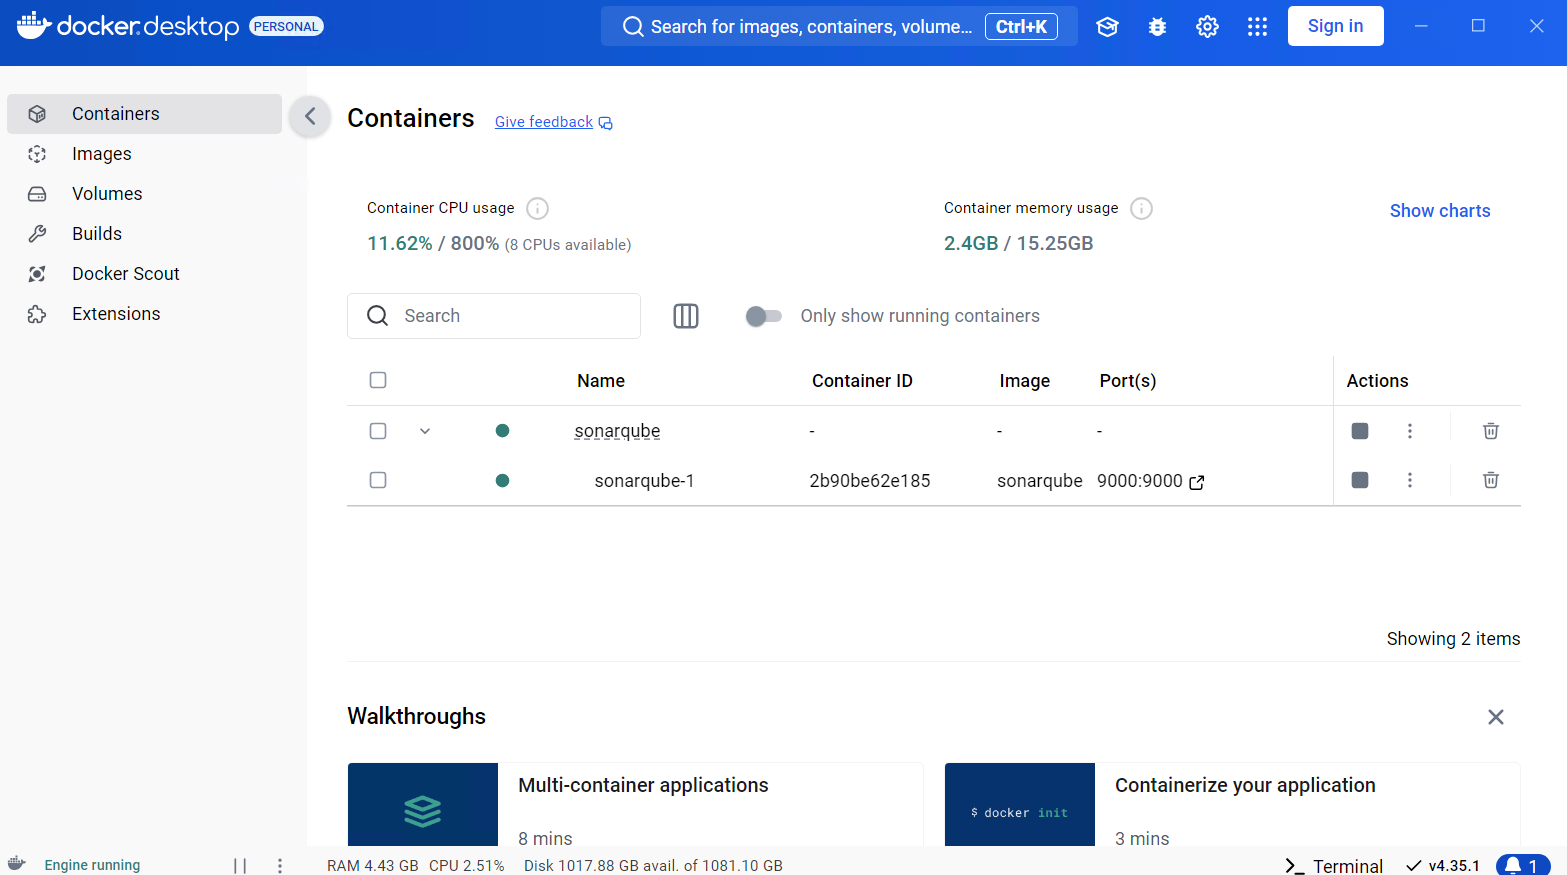 docker.desktop PERSONAL
Search for images, containers, volume... Ctrl+K
Sign in
Containers
Images
Volumes
Builds
Docker Scout
Extensions
Containers Give feedback
Container CPU usage
11.62% / 800% (8 CPUs available)
Container memory usage
2.4GB / 15.25GB
Show charts
Search
Only show running containers
Name Container ID Image Port(s) Actions
sonarqube - - -
sonarqube-1 2b90be62e185 sonarqube 9000:9000
Showing 2 items
Walkthroughs
Multi-container applications
8 mins
$ docker init
Containerize your application
3 mins
Engine running
RAM 4.43 GB CPU 2.51% Disk 1017.88 GB avail. of 1081.10 GB
>_ Terminal
v4.35.1
1